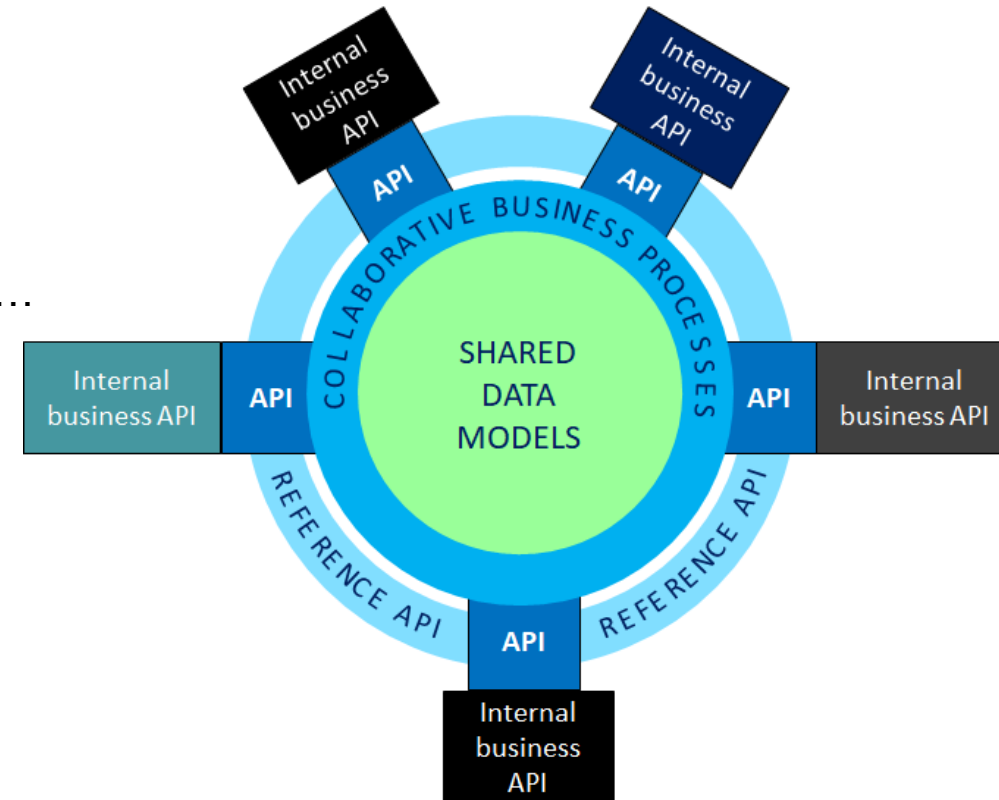 Internal
business
API
API
Internal
business
API
API
COLLABORATIVE BUSINESS PROCESSES
...
Internal
business API
API
SHARED
DATA
MODELS
API
Internal
business API
REFERENCE API
REFERENCE API
API
Internal
business
API